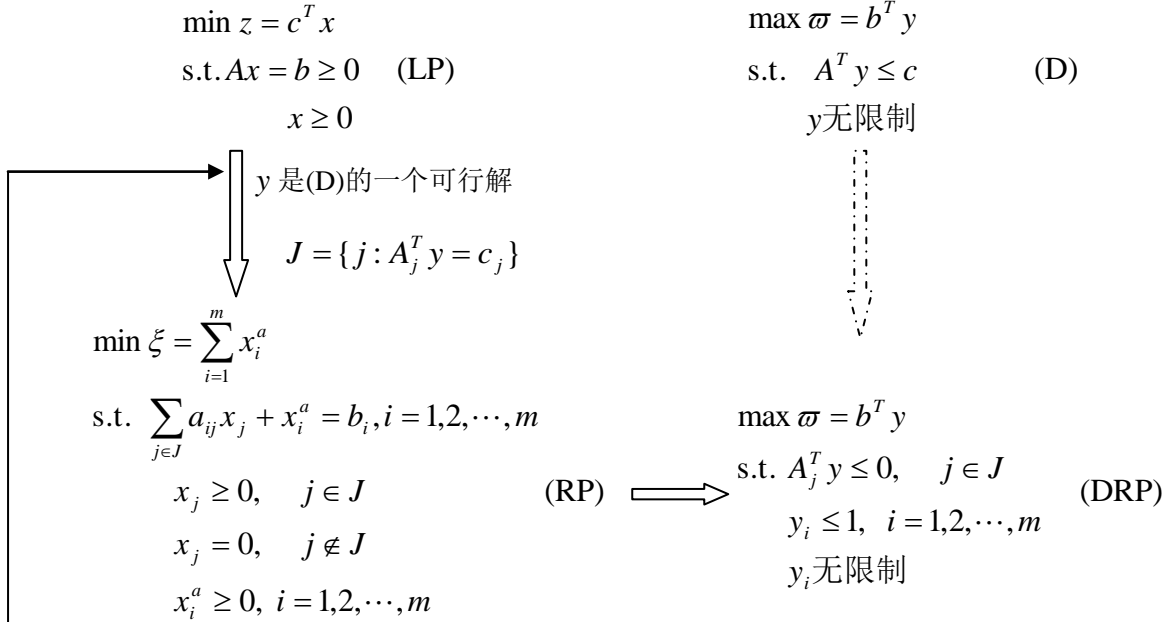 min z = c^T x
s.t. Ax = b ≥ 0 (LP)
x ≥ 0
max ϖ = b^T y
s.t. A^T y ≤ c (D)
y无限制
y 是(D)的一个可行解
J = {j : A_j^T y = c_j}
min ξ = ∑_{i=1}^{m} x_i^a
s.t. ∑_{j∈J} a_{ij} x_j + x_i^a = b_i, i = 1,2,⋯,m
x_j ≥ 0, j ∈ J (RP)
x_j = 0, j ∉ J
x_i^a ≥ 0, i = 1,2,⋯,m
max ϖ = b^T y
s.t. A_j^T y ≤ 0, j ∈ J (DRP)
y_i ≤ 1, i = 1,2,⋯,m
y_i无限制